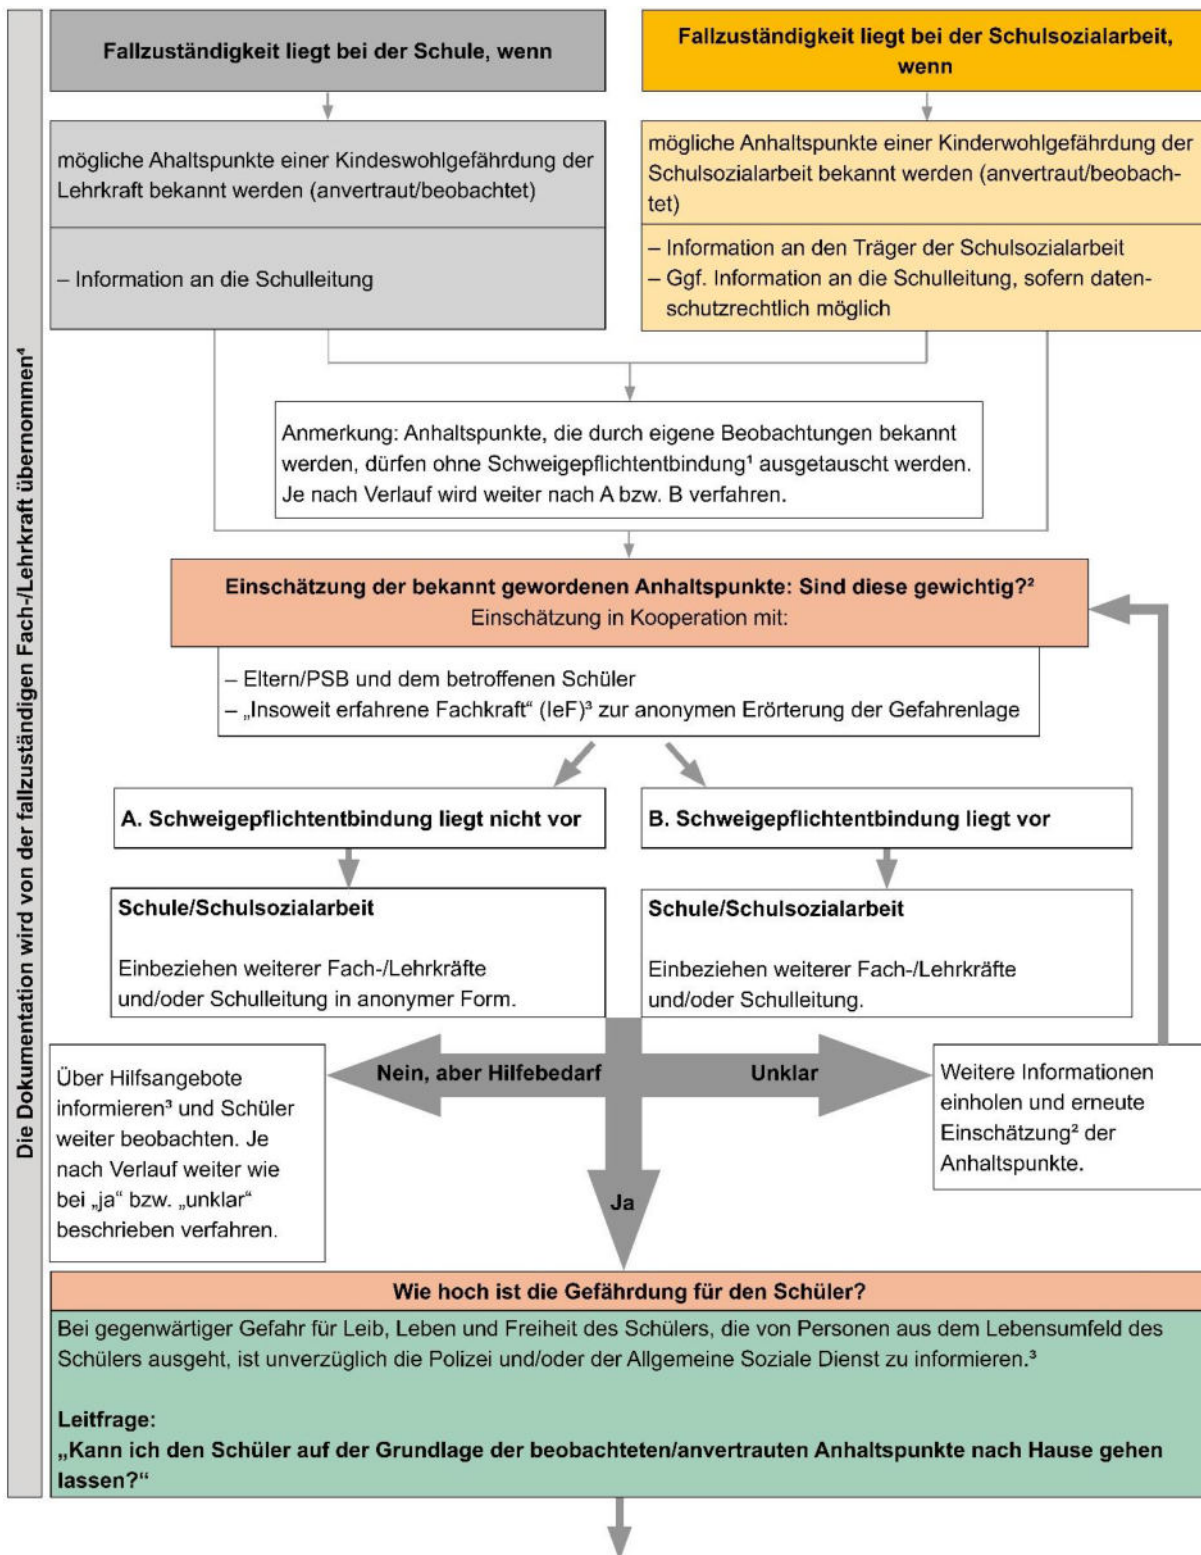 Die Dokumentation wird von der fallzuständigen Fach-/Lehrkraft übernommen⁴
Fallzuständigkeit liegt bei der Schule, wenn
mögliche Ahaltspunkte einer Kindeswohlgefährdung der
Lehrkraft bekannt werden (anvertraut/beobachtet)
– Information an die Schulleitung
Fallzuständigkeit liegt bei der Schulsozialarbeit,
wenn
mögliche Anhaltspunkte einer Kinderwohlgefährdung der
Schulsozialarbeit bekannt werden (anvertraut/beobach-
tet)
– Information an den Träger der Schulsozialarbeit
– Ggf. Information an die Schulleitung, sofern daten-
schutzrechtlich möglich
Anmerkung: Anhaltspunkte, die durch eigene Beobachtungen bekannt
werden, dürfen ohne Schweigepflichtentbindung¹ ausgetauscht werden.
Je nach Verlauf wird weiter nach A bzw. B verfahren.
Einschätzung der bekannt gewordenen Anhaltspunkte: Sind diese gewichtig?²
Einschätzung in Kooperation mit:
– Eltern/PSB und dem betroffenen Schüler
– „Insoweit erfahrene Fachkraft“ (IeF)³ zur anonymen Erörterung der Gefahrenlage
A. Schweigepflichtentbindung liegt nicht vor
Schule/Schulsozialarbeit
Einbeziehen weiterer Fach-/Lehrkräfte
und/oder Schulleitung in anonymer Form.
B. Schweigepflichtentbindung liegt vor
Schule/Schulsozialarbeit
Einbeziehen weiterer Fach-/Lehrkräfte
und/oder Schulleitung.
Nein, aber Hilfebedarf
Unklar
Ja
Über Hilfsangebote
informieren³ und Schüler
weiter beobachten. Je
nach Verlauf weiter wie
bei „ja“ bzw. „unklar“
beschrieben verfahren.
Weitere Informationen
einholen und erneute
Einschätzung² der
Anhaltspunkte.
Wie hoch ist die Gefährdung für den Schüler?
Bei gegenwärtiger Gefahr für Leib, Leben und Freiheit des Schülers, die von Personen aus dem Lebensumfeld des
Schülers ausgeht, ist unverzüglich die Polizei und/oder der Allgemeine Soziale Dienst zu informieren.³
Leitfrage:
„Kann ich den Schüler auf der Grundlage der beobachteten/anvertrauten Anhaltspunkte nach Hause gehen
lassen?“